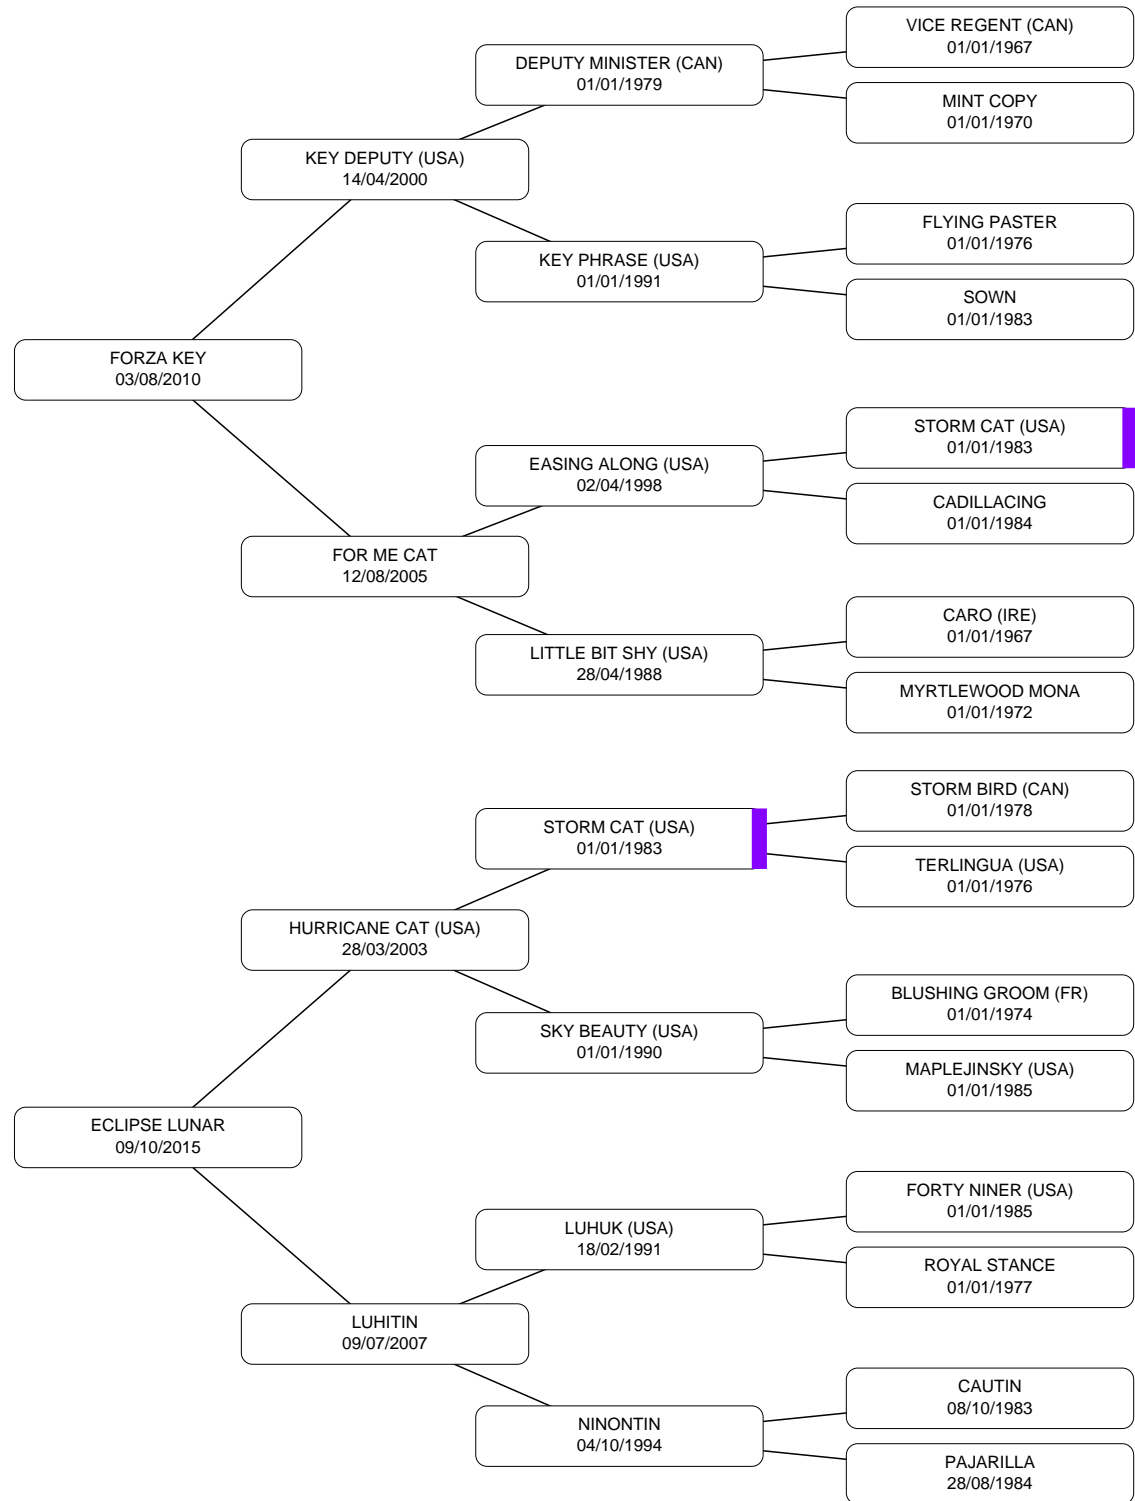 VICE REGENT (CAN)
01/01/1967
DEPUTY MINISTER (CAN)
01/01/1979
MINT COPY
01/01/1970
KEY DEPUTY (USA)
14/04/2000
FLYING PASTER
01/01/1976
KEY PHRASE (USA)
01/01/1991
SOWN
01/01/1983
FORZA KEY
03/08/2010
STORM CAT (USA)
01/01/1983
EASING ALONG (USA)
02/04/1998
CADILLACING
01/01/1984
FOR ME CAT
12/08/2005
CARO (IRE)
01/01/1967
LITTLE BIT SHY (USA)
28/04/1988
MYRTLEWOOD MONA
01/01/1972
STORM BIRD (CAN)
01/01/1978
STORM CAT (USA)
01/01/1983
TERLINGUA (USA)
01/01/1976
HURRICANE CAT (USA)
28/03/2003
BLUSHING GROOM (FR)
01/01/1974
SKY BEAUTY (USA)
01/01/1990
MAPLEJINSKY (USA)
01/01/1985
ECLIPSE LUNAR
09/10/2015
FORTY NINER (USA)
01/01/1985
LUHUK (USA)
18/02/1991
ROYAL STANCE
01/01/1977
LUHITIN
09/07/2007
CAUTIN
08/10/1983
NINONTIN
04/10/1994
PAJARILLA
28/08/1984